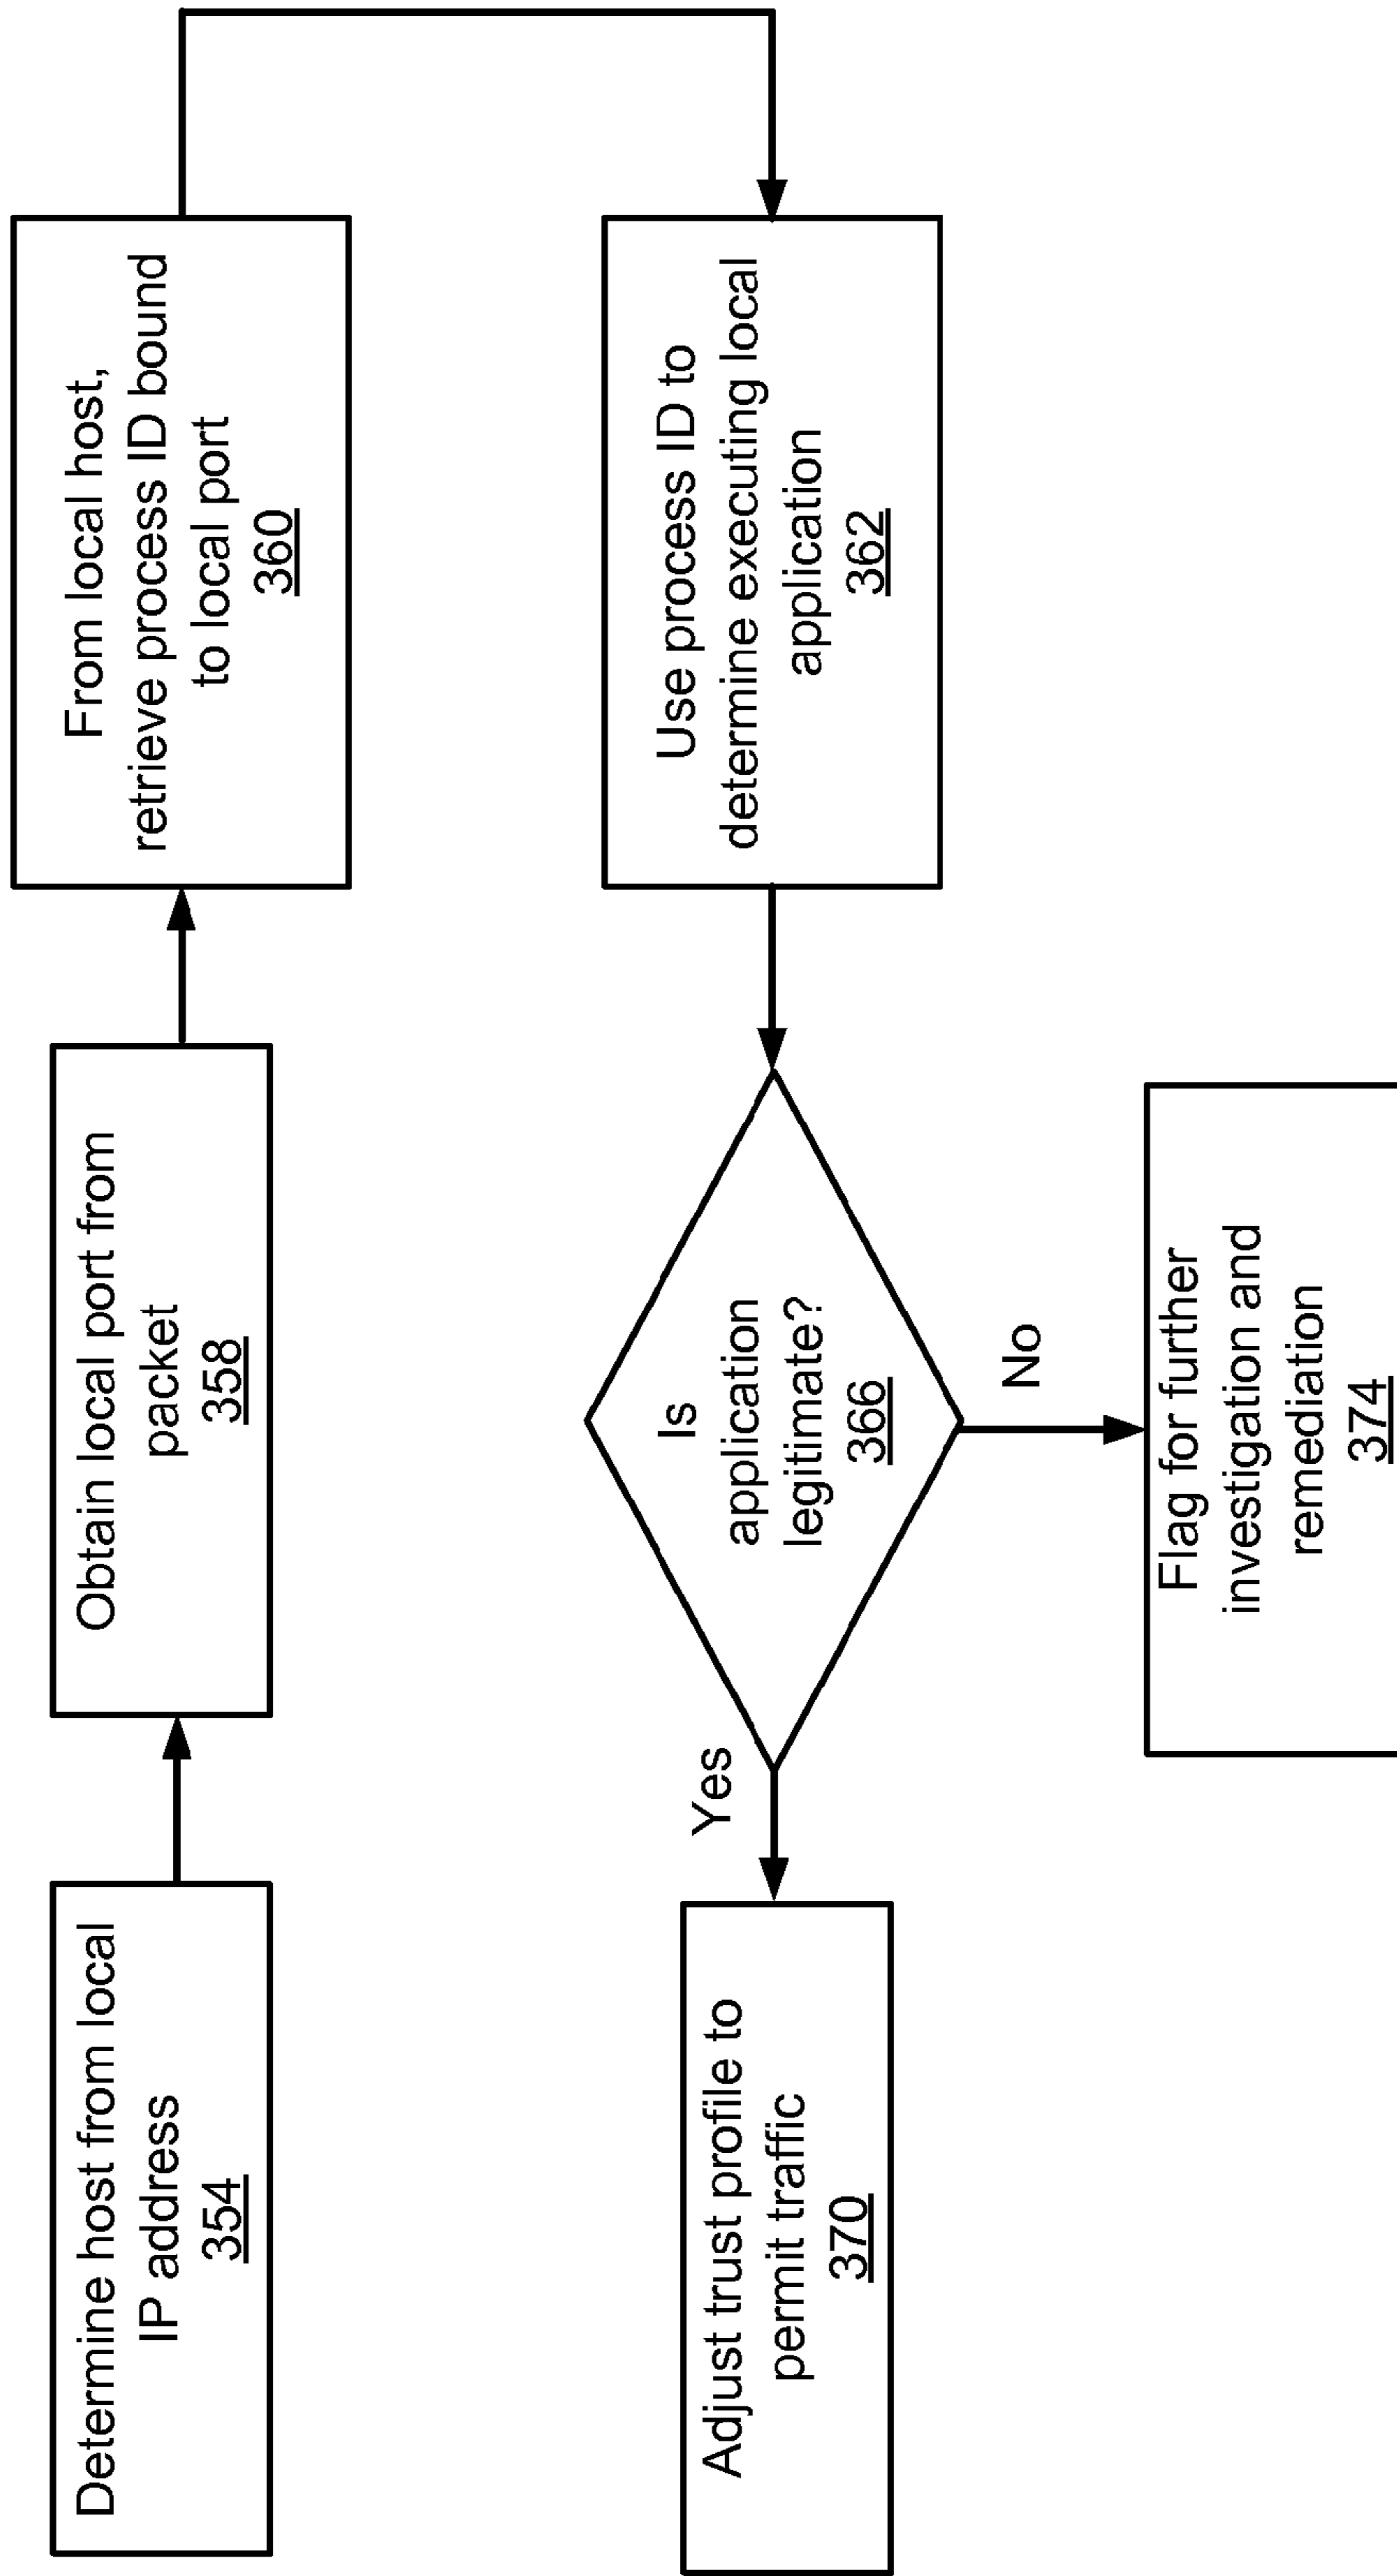 Determine host from local
IP address
354
Obtain local port from
packet
358
From local host,
retrieve process ID bound
to local port
360
Use process ID to
determine executing local
application
362
Is
application
legitimate?
366
Yes
No
Adjust trust profile to
permit traffic
370
Flag for further
investigation and
remediation
374